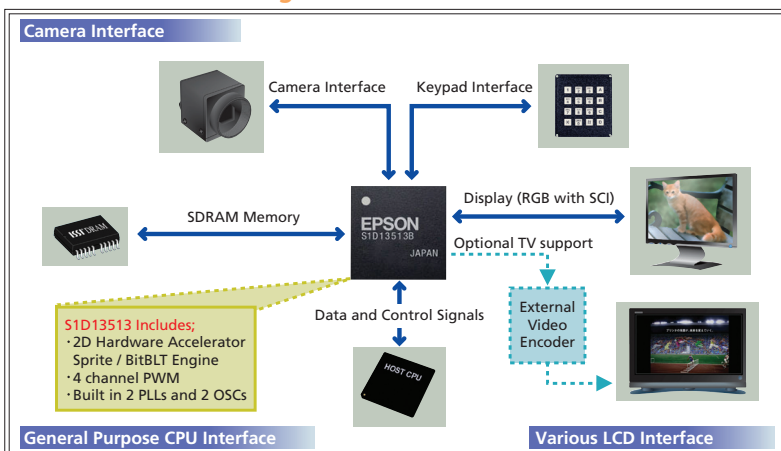 Camera Interface
Camera Interface
Keypad Interface
SDRAM Memory
ISSI DRAM
EPSON
S1D13513B
JAPAN
Display (RGB with SCI)
Optional TV support
Data and Control Signals
External
Video
Encoder
HOST CPU
S1D13513 Includes;
・2D Hardware Accelerator
Sprite / BitBLT Engine
・4 channel PWM
・Built in 2 PLLs and 2 OSCs
General Purpose CPU Interface
Various LCD Interface